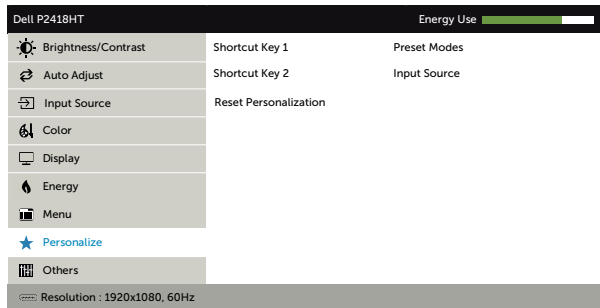 Dell P2418HT
Energy Use
Brightness/Contrast
Shortcut Key 1
Preset Modes
Auto Adjust
Shortcut Key 2
Input Source
Input Source
Reset Personalization
Color
Display
Energy
Menu
Personalize
Others
Resolution : 1920x1080, 60Hz